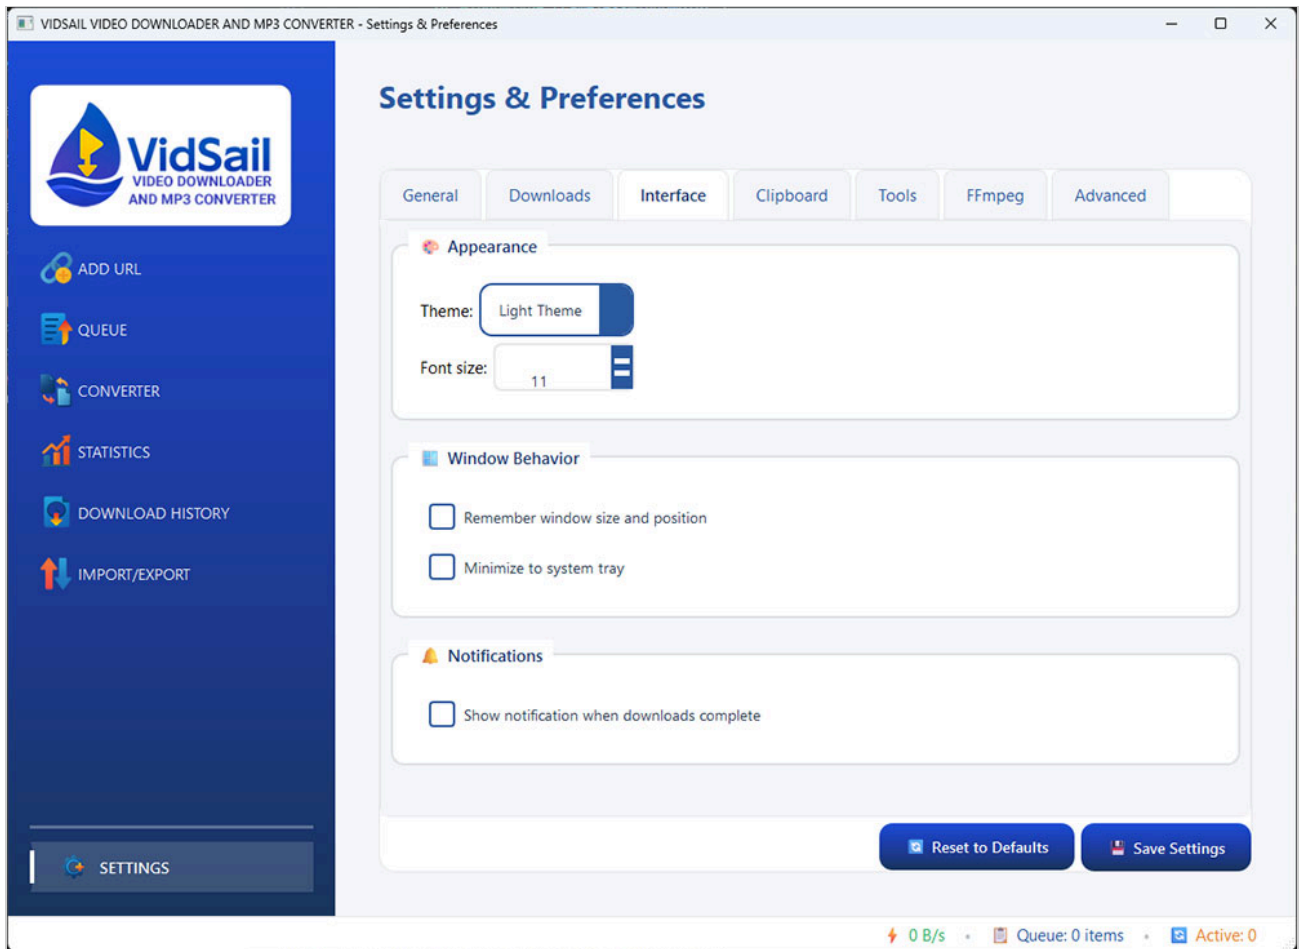 VIDSAIL VIDEO DOWNLOADER AND MP3 CONVERTER - Settings & Preferences
VidSail
VIDEO DOWNLOADER
AND MP3 CONVERTER
ADD URL
QUEUE
CONVERTER
STATISTICS
DOWNLOAD HISTORY
IMPORT/EXPORT
SETTINGS
Settings & Preferences
General Downloads Interface Clipboard Tools FFmpeg Advanced
Appearance
Theme: Light Theme
Font size: 11
Window Behavior
Remember window size and position
Minimize to system tray
Notifications
Show notification when downloads complete
Reset to Defaults Save Settings
0 B/s • Queue: 0 items • Active: 0